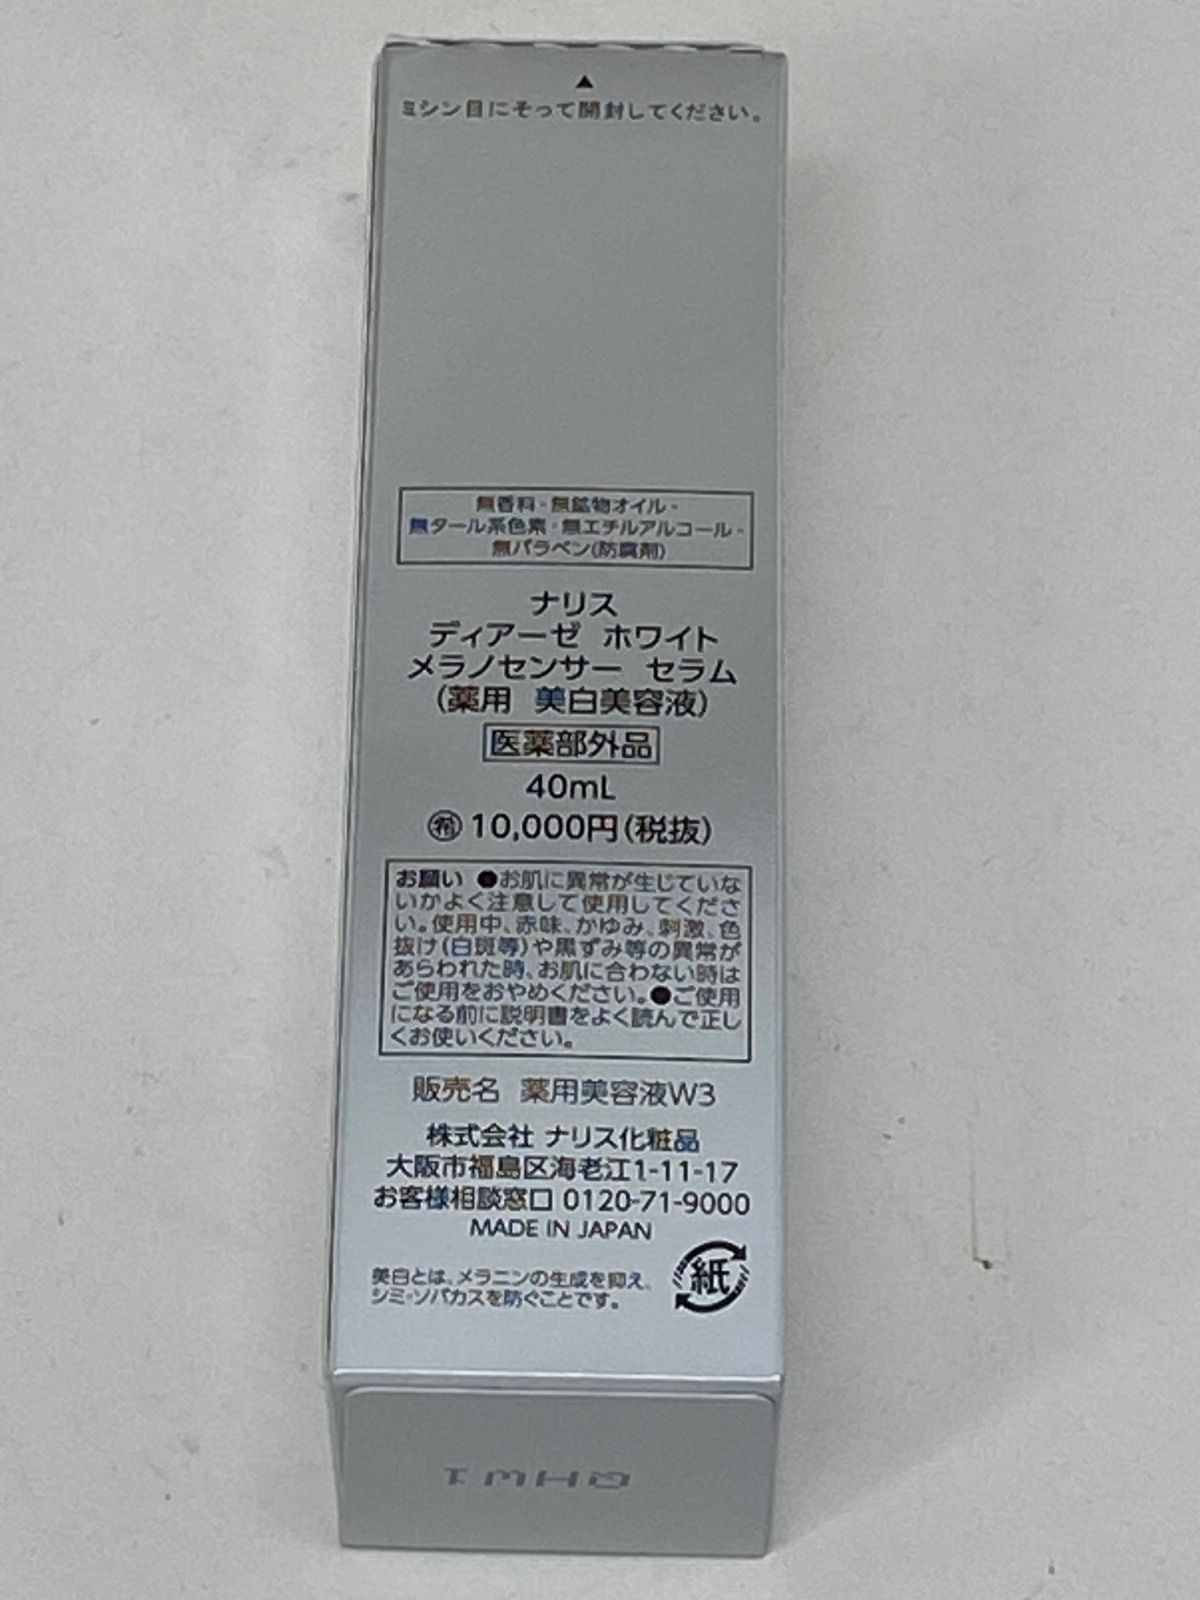 ▲
ミシン目にそって開封してください。
無香料・無鉱物オイル・
無タール系色素・無エチルアルコール・
無パラベン(防腐剤)
ナリス
ディアーゼ ホワイト
メラノセンサー セラム
(薬用 美白美容液)
医薬部外品
40mL
㊒ 10,000円(税抜)
お願い ●お肌に異常が生じていな
いかよく注意して使用してくださ
い。使用中、赤味、かゆみ、刺激、色
抜け(白斑等)や黒ずみ等の異常が
あらわれた時、お肌に合わない時は
ご使用をおやめください。●ご使用
になる前に説明書をよく読んで正し
くお使いください。
販売名 薬用美容液W3
株式会社 ナリス化粧品
大阪市福島区海老江1-11-17
お客様相談窓口 0120-71-9000
MADE IN JAPAN
美白とは、メラニンの生成を抑え、
シミ・ソバカスを防ぐことです。
紙
QHW1